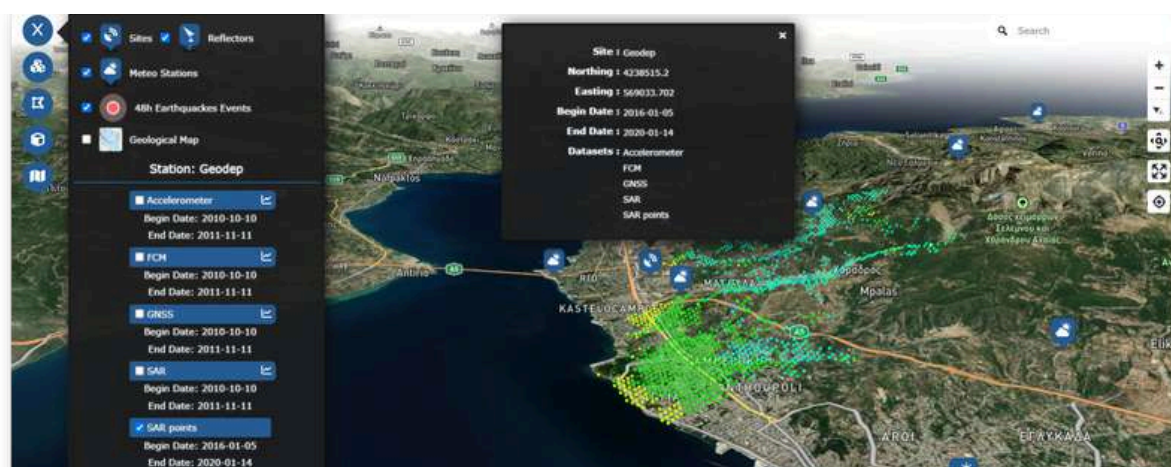 Sites
Reflectors
Meteo Stations
48h Earthquackes Events
Geological Map
Station: Geodep
Accelerometer
Begin Date: 2010-10-10
End Date: 2011-11-11
FCM
Begin Date: 2010-10-10
End Date: 2011-11-11
GNSS
Begin Date: 2010-10-10
End Date: 2011-11-11
SAR
Begin Date: 2010-10-10
End Date: 2011-11-11
SAR points
Begin Date: 2016-01-05
End Date: 2020-01-14
Site : Geodep
Northing : 4238515.2
Easting : 569033.702
Begin Date : 2016-01-05
End Date : 2020-01-14
Datasets : Accelerometer
FCM
GNSS
SAR
SAR points
Search
Nafpaktos
Antirio
A5
RIO
KASTELOCAMPO
Mpalas
A5
AROI
ΕΓΛΥΚΑΔΑ